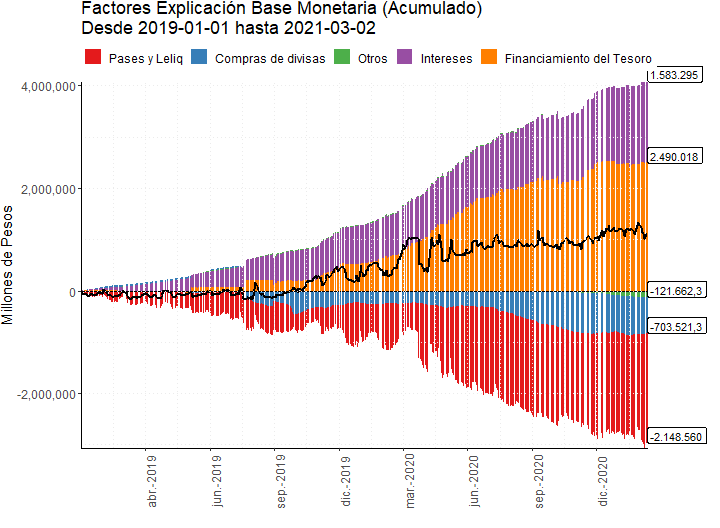 Factores Explicación Base Monetaria (Acumulado)
Desde 2019-01-01 hasta 2021-03-02
Pases y Leliq Compras de divisas Otros Intereses Financiamiento del Tesoro
Millones de Pesos
4,000,000
2,000,000
0
-2,000,000
1.583.295
2.490.018
-121.662,3
-703.521,3
-2.148.560
abr.-2019
jun.-2019
sep.-2019
dic.-2019
mar.-2020
jun.-2020
sep.-2020
dic.-2020